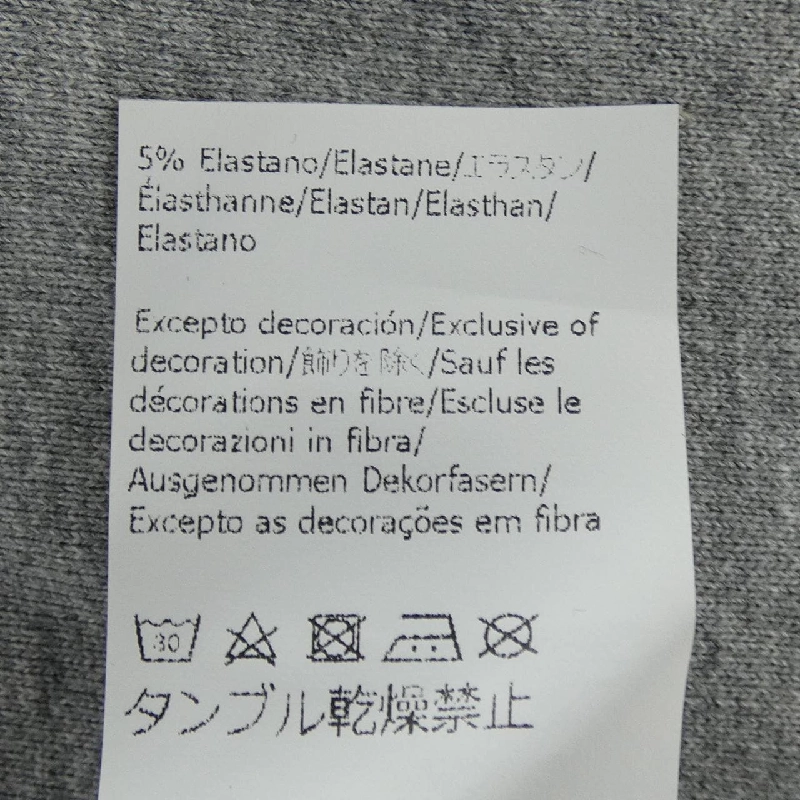 5% Elastano/Elastane/エラスタン/
Élasthanne/Elastan/Elasthan/
Elastano
Excepto decoración/Exclusive of
decoration/飾りを除く/Sauf les
décorations en fibre/Escluse le
decorazioni in fibra/
Ausgenommen Dekorfasern/
Excepto as decorações em fibra
30
タンブル乾燥禁止